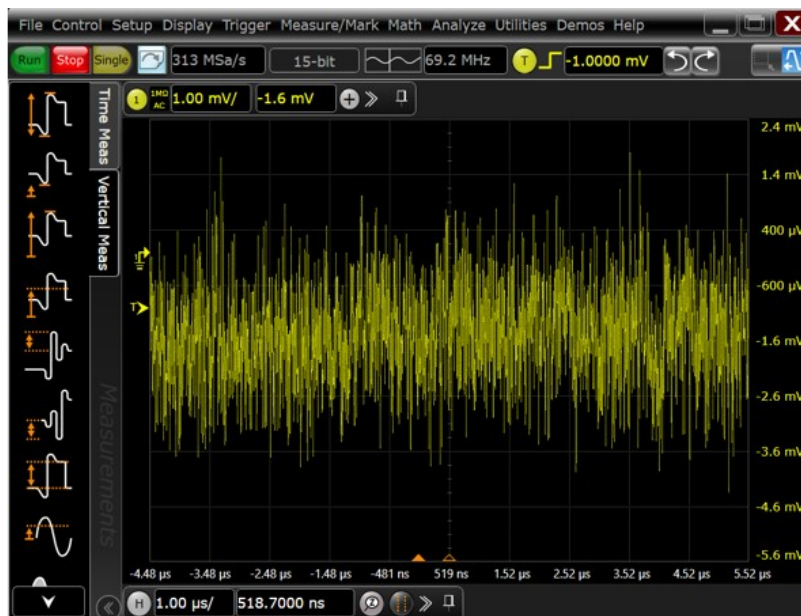 File Control Setup Display Trigger Measure/Mark Math Analyze Utilities Demos Help
Run Stop Single 313 MSa/s 15-bit 69.2 MHz T -1.0000 mV
1 1MΩ AC 1.00 mV/ -1.6 mV
Time Meas
Vertical Meas
Measurements
2.4 mV
1.4 mV
400 µV
-600 µV
-1.6 mV
-2.6 mV
-3.6 mV
-4.6 mV
-5.6 mV
T
-4.48 µs -3.48 µs -2.48 µs -1.48 µs -481 ns 519 ns 1.52 µs 2.52 µs 3.52 µs 4.52 µs 5.52 µs
H 1.00 µs/ 518.7000 ns